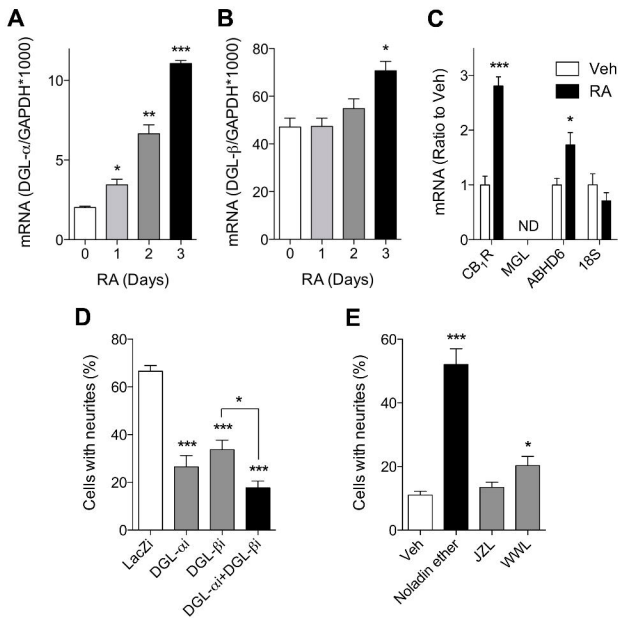 A
mRNA (DGL-α/GAPDH*1000)
10
5
0
*
**
***
0 1 2 3
RA (Days)
B
mRNA (DGL-β/GAPDH*1000)
80
60
40
20
0
*
0 1 2 3
RA (Days)
C
mRNA (Ratio to Veh)
3
2
1
0
***
ND
*
Veh
RA
CB1R
MGL
ABHD6
18S
D
Cells with neurites (%)
80
60
40
20
0
***
***
*
***
LacZi
DGL-αi
DGL-βi
DGL-αi+DGL-βi
E
Cells with neurites (%)
60
40
20
0
***
*
Veh
Noladin ether
JZL
WWL